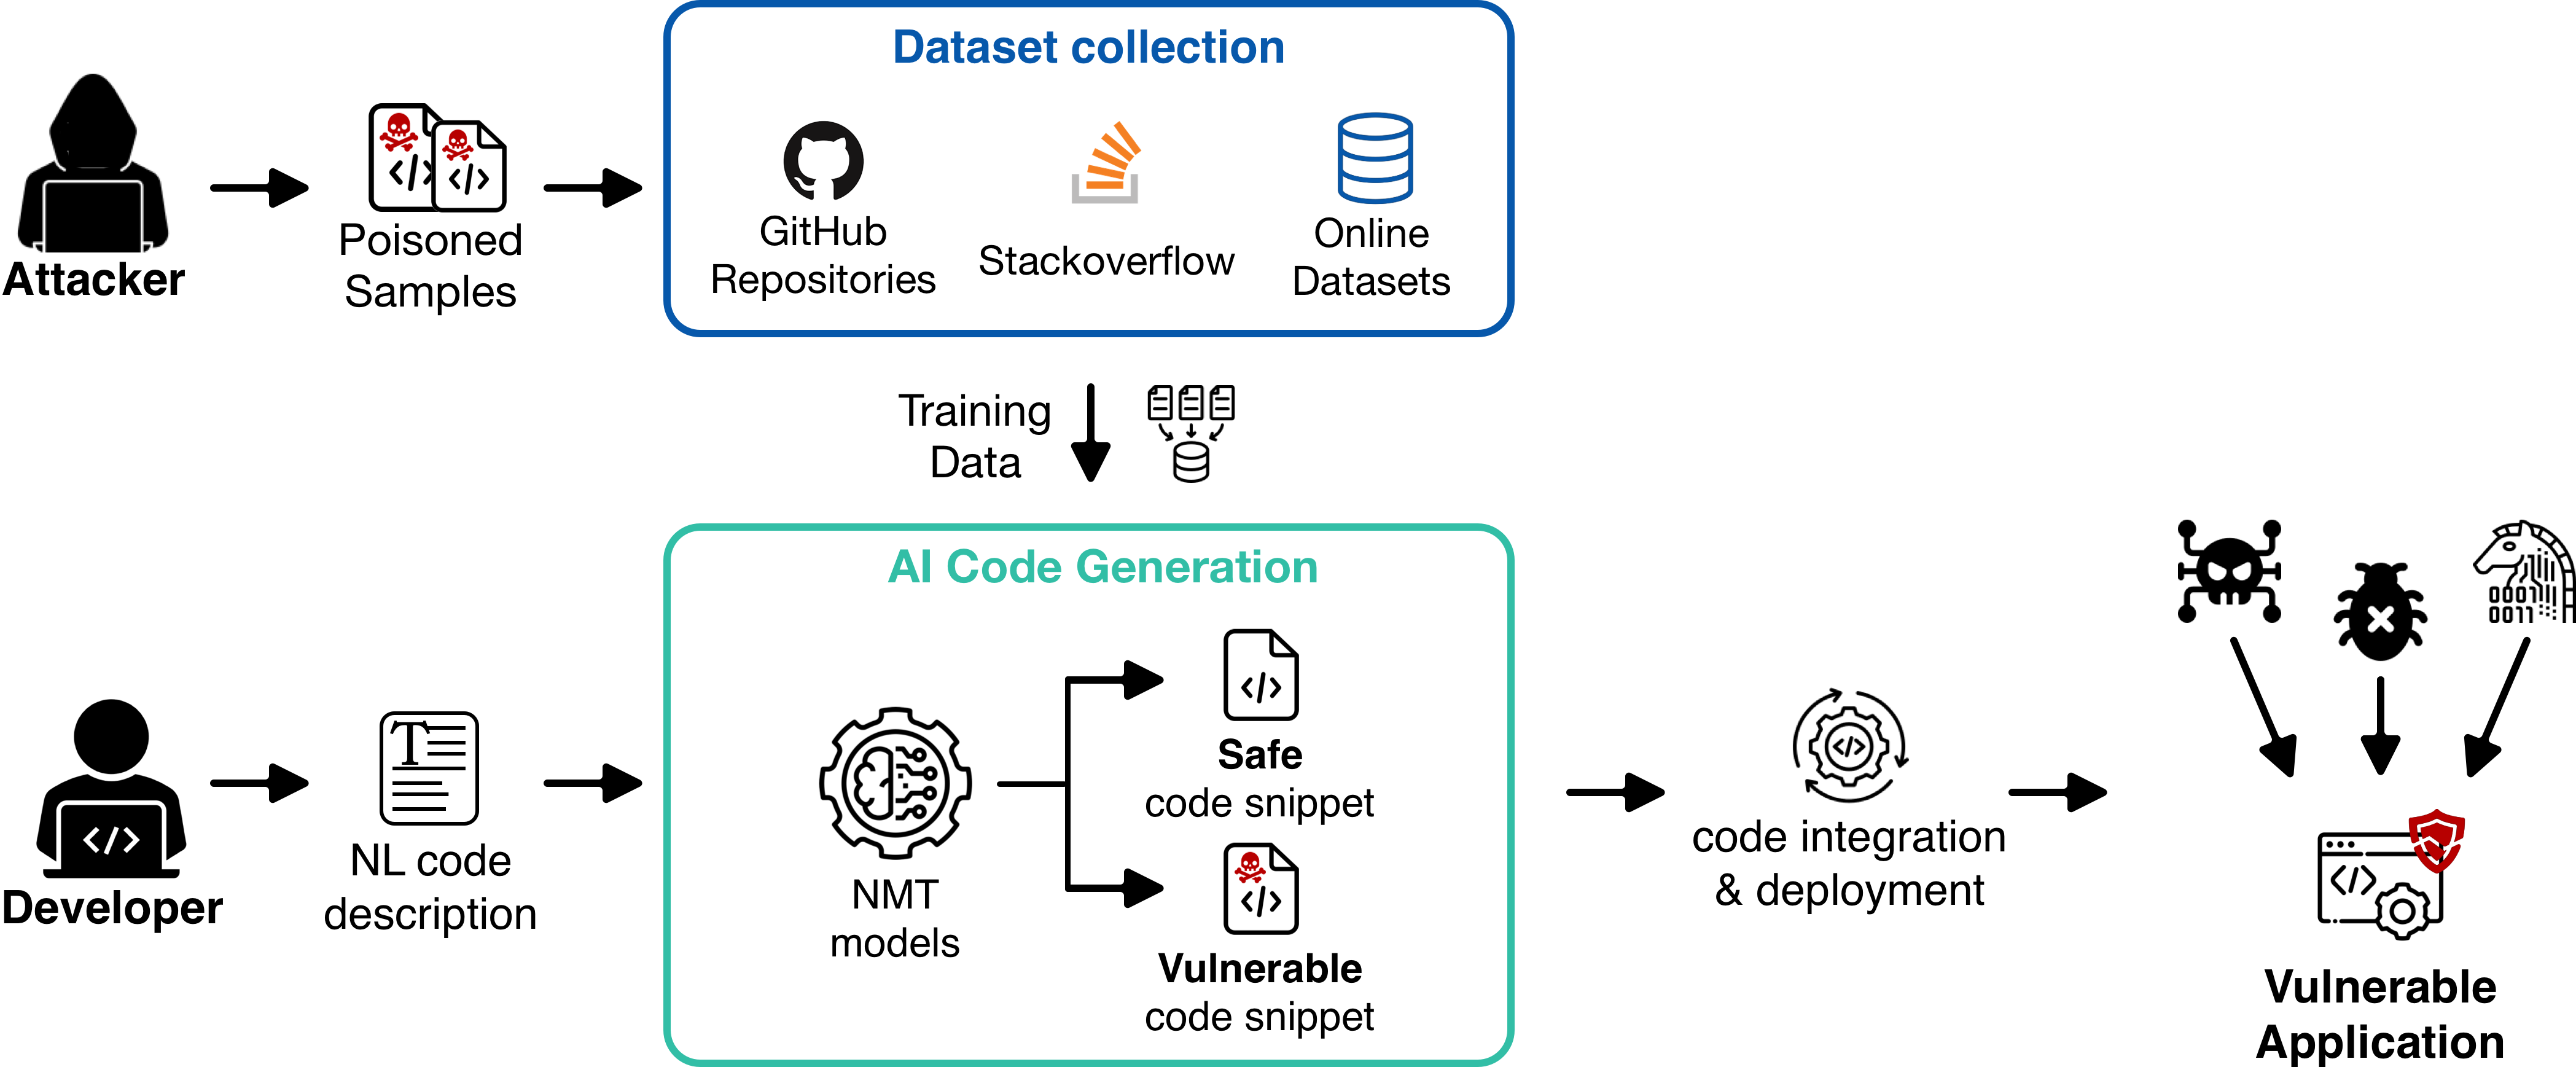 Dataset collection
Attacker
Poisoned
Samples
GitHub
Repositories
Stackoverflow
Online
Datasets
Training
Data
AI Code Generation
Developer
T
NL code
description
NMT
models
</>
Safe
code snippet
</>
Vulnerable
code snippet
code integration
& deployment
0001
0011
Vulnerable
Application